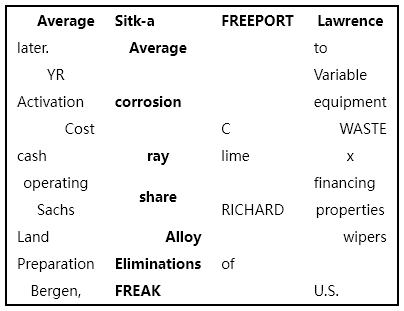 Average Sitk-a FREEPORT Lawrence
later. Average to
YR Variable
Activation corrosion equipment
Cost C WASTE
cash ray lime x
operating share financing
Sachs RICHARD properties
Land Alloy wipers
Preparation Eliminations of
Bergen, FREAK U.S.